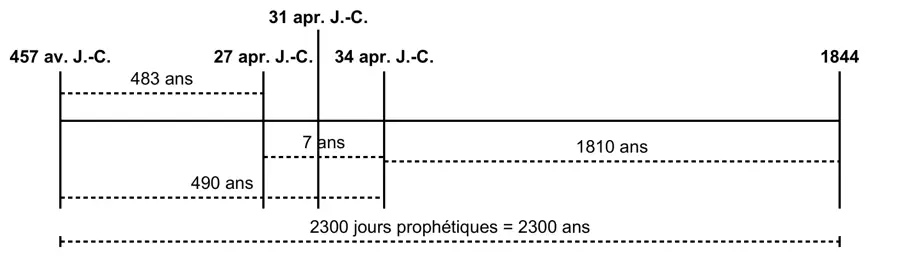 31 apr. J.-C.
457 av. J.-C.
27 apr. J.-C.
34 apr. J.-C.
1844
483 ans
7 ans
1810 ans
490 ans
2300 jours prophétiques = 2300 ans